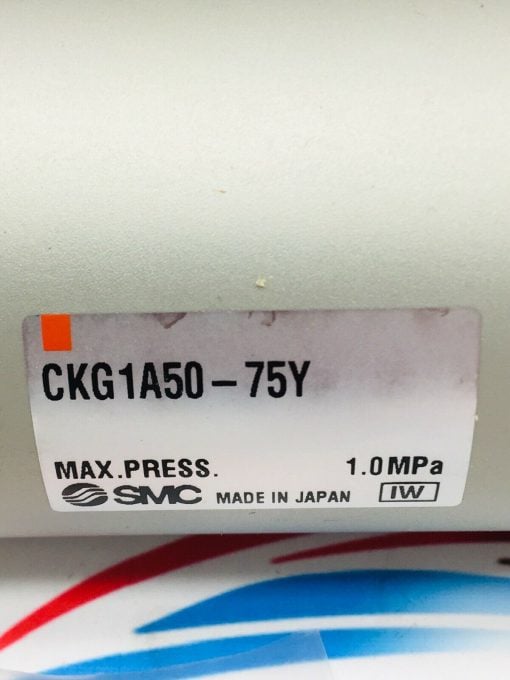 CKG1A50-75Y
MAX.PRESS. 1.0MPa
SMC MADE IN JAPAN IW